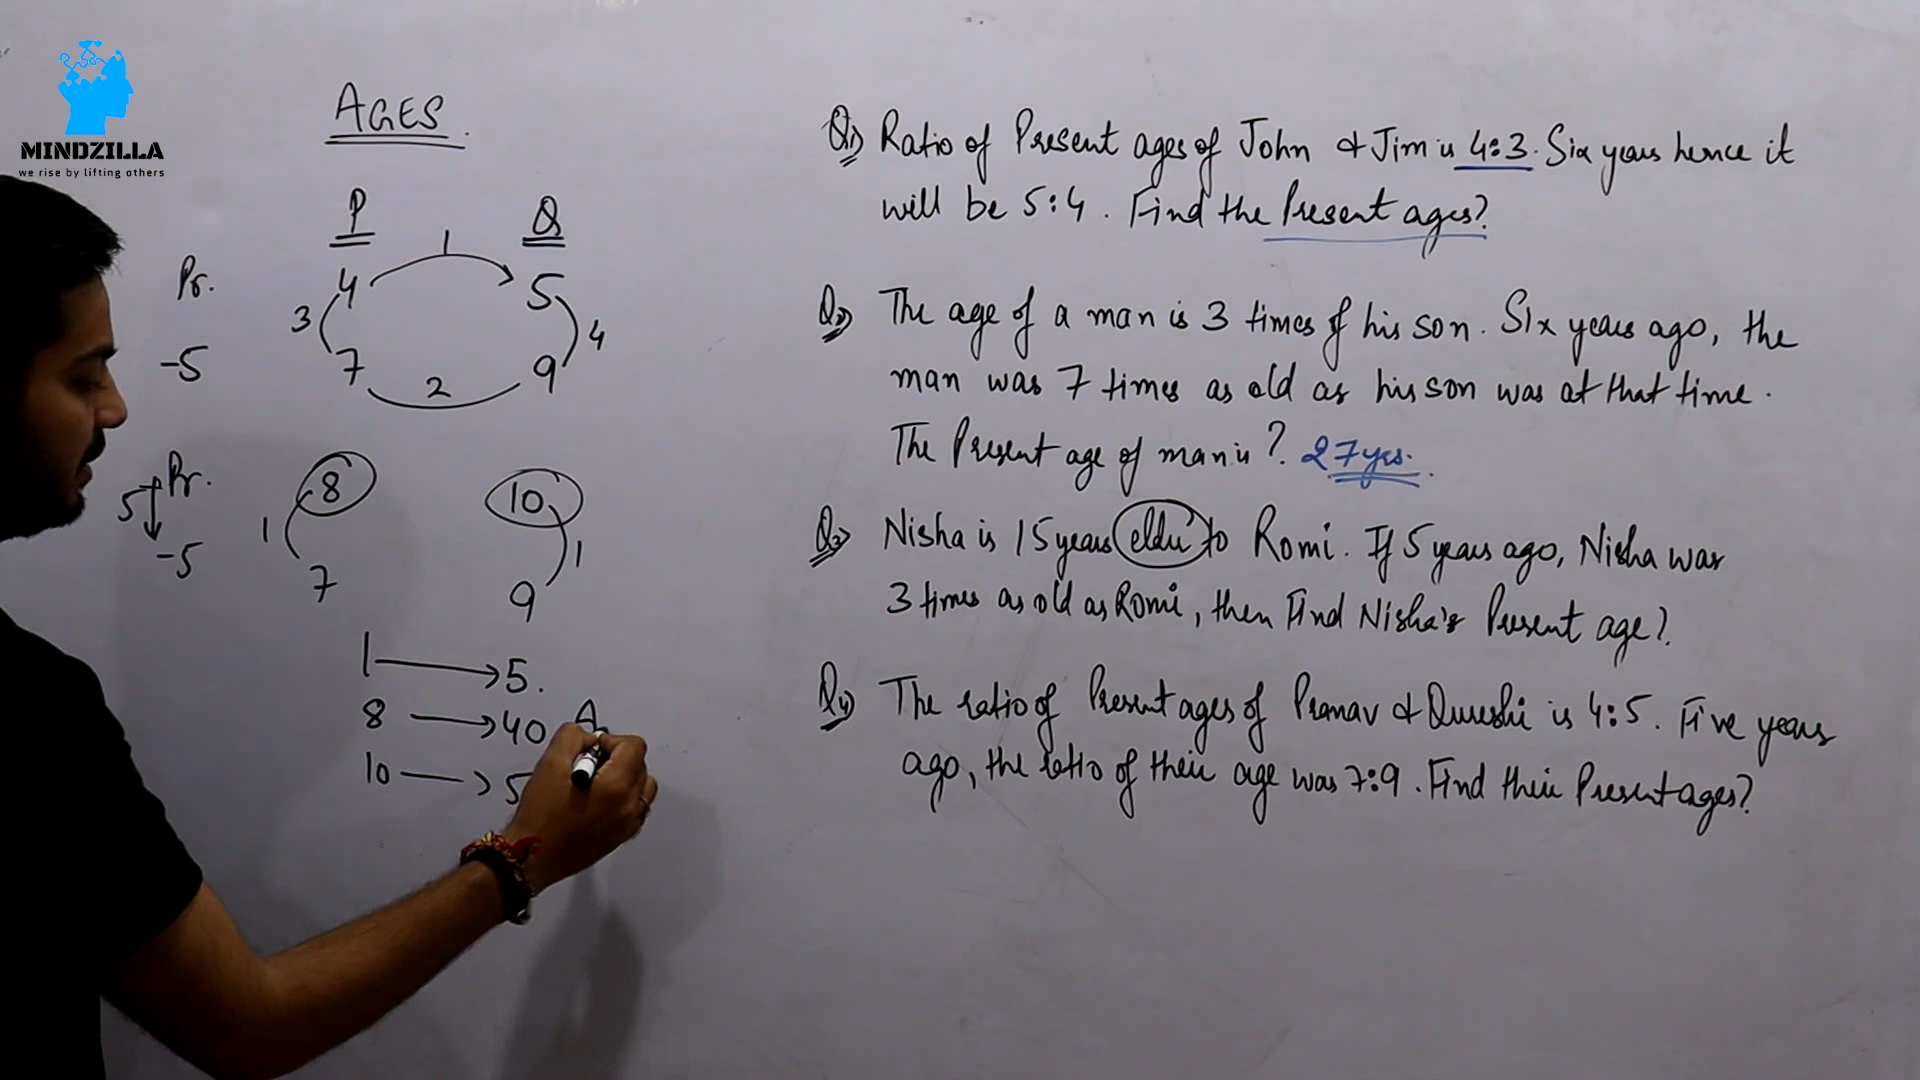 MINDZILLA
we rise by lifting others
AGES
P Q
1
Pr. 4 5
3 4
-5 7 9
2
Pr. 8 10
5 1 1
-5 7 9
1 → 5.
8 → 40
10 → 5
Q1) Ratio of Present ages of John & Jim is 4:3. Six years hence it
will be 5:4. Find the Present ages?
Q2) The age of a man is 3 times of his son. Six years ago, the
man was 7 times as old as his son was at that time.
The Present age of man is? 27 yrs.
Q3) Nisha is 15 years elder to Romi. If 5 years ago, Nisha was
3 times as old as Romi, then Find Nisha's Present age?
Q4) The ratio of Present ages of Pranav & Qureshi is 4:5. Five years
ago, the ratio of their age was 7:9. Find their Present ages?